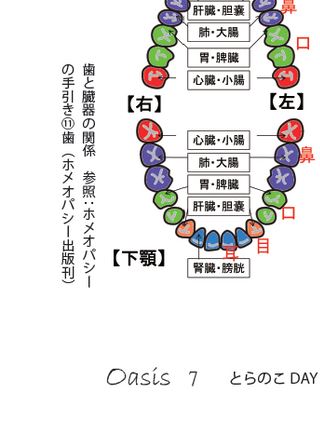 肝臓・胆嚢
鼻
肺・大腸
口
胃・脾臓
心臓・小腸
【右】
【左】
心臓・小腸
鼻
肺・大腸
胃・脾臓
肝臓・胆嚢
口
目
耳
【下顎】
腎臓・膀胱
歯と臓器の関係　参照：ホメオパシー
の手引き⑪歯（ホメオパシー出版刊）
Oasis 7 とらのこ DAY